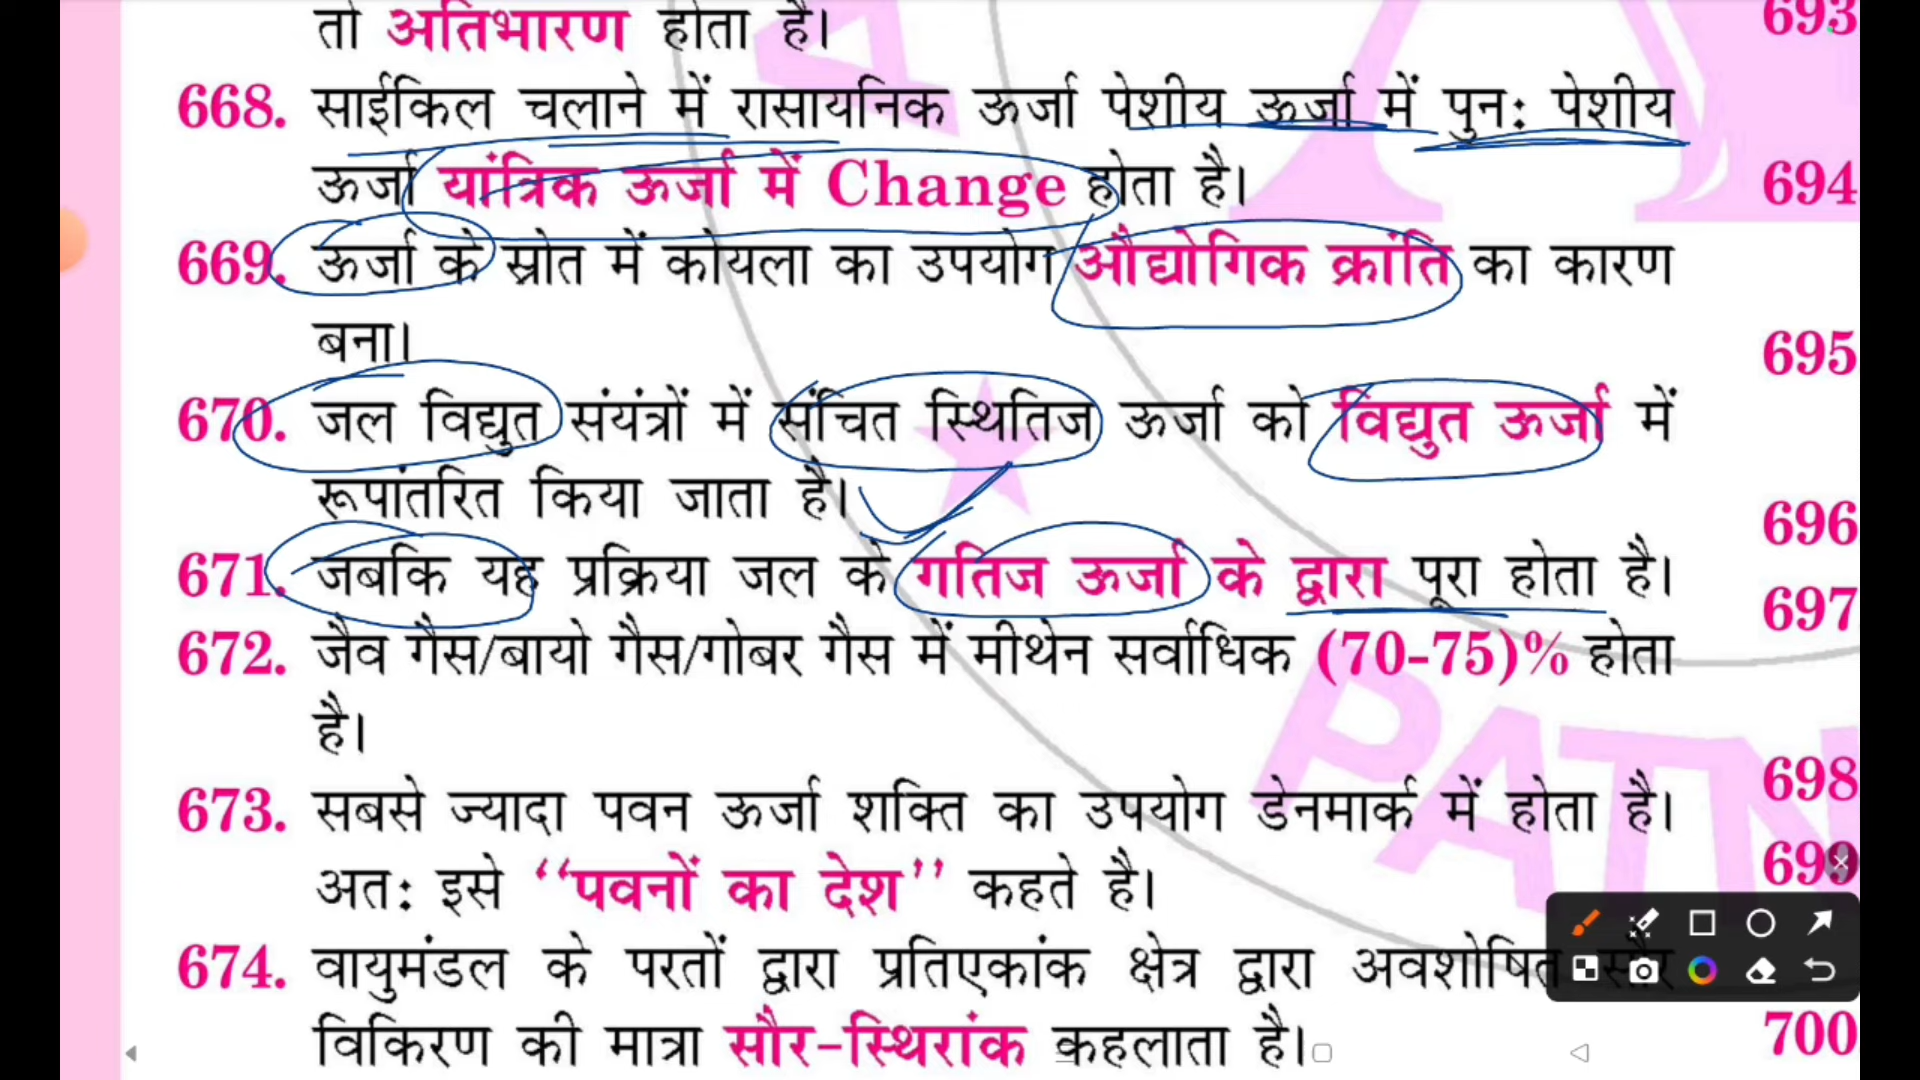 तो अतिभारण होता है।
668. साईकिल चलाने में रासायनिक ऊर्जा पेशीय ऊर्जा में पुनः पेशीय
ऊर्जा यांत्रिक ऊर्जा में Change होता है।
669. ऊर्जा के स्रोत में कोयला का उपयोग औद्योगिक क्रांति का कारण
बना।
670. जल विद्युत संयंत्रों में संचित स्थितिज ऊर्जा को विद्युत ऊर्जा में
रूपांतरित किया जाता है।
671. जबकि यह प्रक्रिया जल के गतिज ऊर्जा के द्वारा पूरा होता है।
672. जैव गैस/बायो गैस/गोबर गैस में मीथेन सर्वाधिक (70-75)% होता
है।
673. सबसे ज्यादा पवन ऊर्जा शक्ति का उपयोग डेनमार्क में होता है।
अतः इसे “पवनों का देश” कहते है।
674. वायुमंडल के परतों द्वारा प्रतिएकांक क्षेत्र द्वारा अवशोषित सौर
विकिरण की मात्रा सौर-स्थिरांक कहलाता है।
693
694
695
696
697
698
699
700
PATN